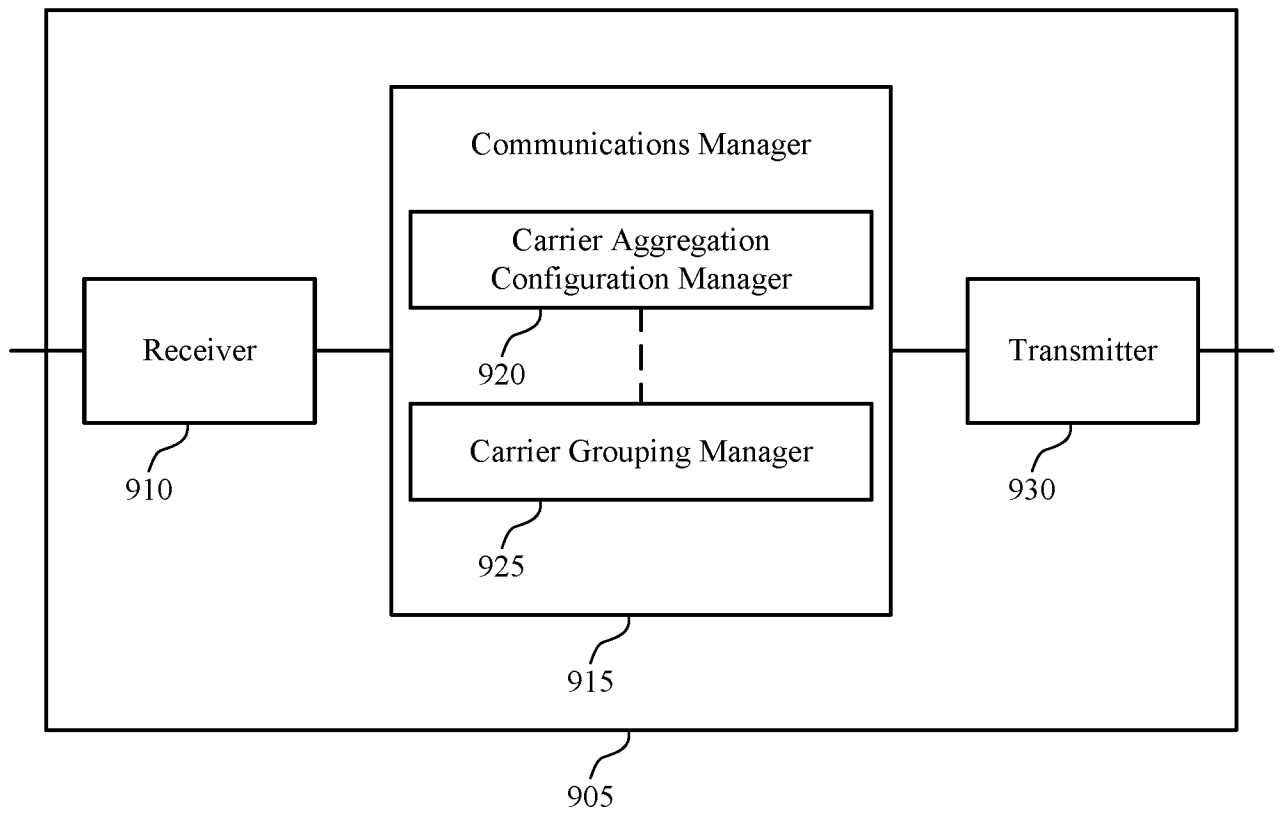 Communications Manager
Carrier Aggregation
Configuration Manager
920
Receiver
910
Transmitter
930
Carrier Grouping Manager
925
915
905